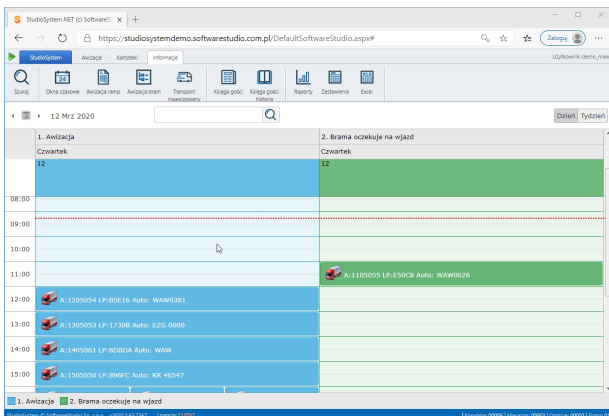 StudioSystem.NET (c) SoftwareSt
https://studiosystemdemo.softwarestudio.com.pl/DefaultSoftwareStudio.aspx#
Zaloguj
StudioSystem Awizacje Kartoteki Informacje
Użytkownik: demo_maw
Szukaj Okna czasowe Awizacja ramp Awizacja bram Transport nieawizowany Księga gości Księga gości historia Raporty Zestawienia Excel
12 Mrz 2020
Dzień Tydzień
1. Awizacja 2. Brama oczekuje na wjazd
Czwartek Czwartek
12 12
08:00
09:00
10:00
11:00 A:1105055 LP:E50CB Auto: WAW0626
12:00 A:1205054 LP:B5E16 Auto: WAW0381
13:00 A:1305053 LP:1730B Auto: EZG 0000
14:00 A:1405061 LP:BDBDA Auto: WAW
15:00 A:1505050 LP:B96FC Auto: KR 46547
1. Awizacja 2. Brama oczekuje na wjazd